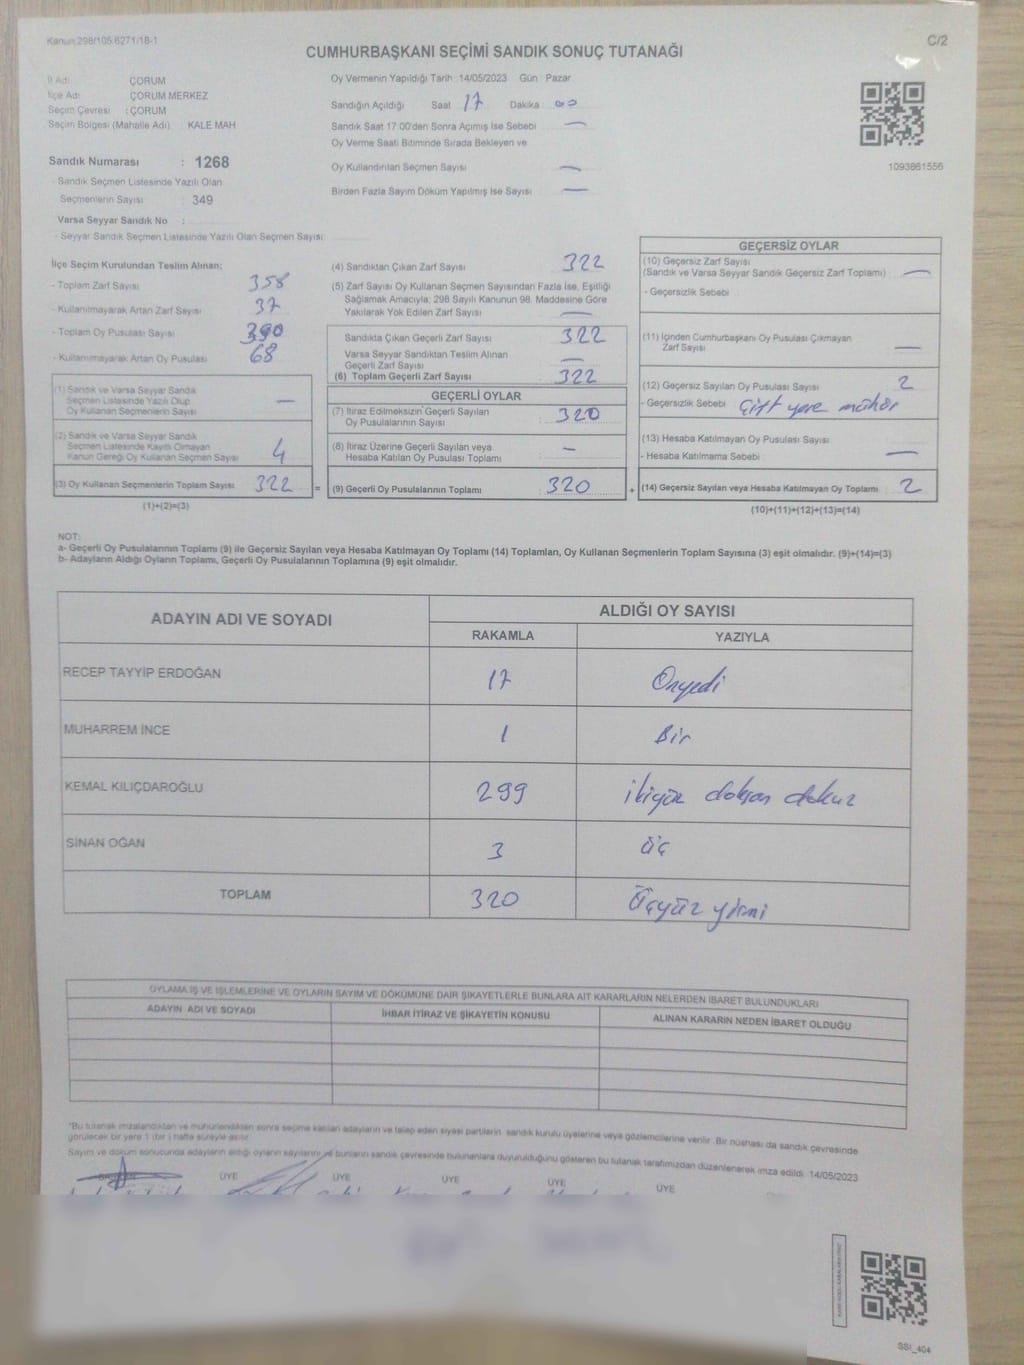 Kanun:298/105,6271/18-1
C/2
CUMHURBAŞKANI SEÇİMİ SANDIK SONUÇ TUTANAĞI
İl Adı : ÇORUM
İlçe Adı : ÇORUM MERKEZ
Seçim Çevresi : ÇORUM
Seçim Bölgesi (Mahalle Adı) KALE MAH
Sandık Numarası : 1268
- Sandık Seçmen Listesinde Yazılı Olan
Seçmenlerin Sayısı : 349
Varsa Seyyar Sandık No :
- Seyyar Sandık Seçmen Listesinde Yazılı Olan Seçmen Sayısı:
Oy Vermenin Yapıldığı Tarih 14/05/2023 Gün Pazar
Sandığın Açıldığı Saat 17 Dakika : 00
Sandık Saat 17.00'den Sonra Açımış İse Sebebi : —
Oy Verme Saati Bitiminde Sırada Bekleyen ve
Oy Kullandırılan Seçmen Sayısı : —
Birden Fazla Sayım Döküm Yapılmış İse Sayısı : —
1093861556
İlçe Seçim Kurulundan Teslim Alınan;
- Toplam Zarf Sayısı : 358
- Kullanılmayarak Artan Zarf Sayısı : 37
- Toplam Oy Pusulası Sayısı : 390
- Kullanılmayarak Artan Oy Pusulası : 68
(1) Sandık ve Varsa Seyyar Sandık
Seçmen Listesinde Yazılı Olup
Oy Kullanan Seçmenlerin Sayısı : —
(2) Sandık ve Varsa Seyyar Sandık
Seçmen Listesinde Kayıtlı Olmayan
Kanun Gereği Oy Kullanan Seçmen Sayısı : 4
(3) Oy Kullanan Seçmenlerin Toplam Sayısı : 322
(1)+(2)=(3)
=
(4) Sandıktan Çıkan Zarf Sayısı : 322
(5) Zarf Sayısı Oy Kullanan Seçmen Sayısından Fazla İse, Eşitliği
Sağlamak Amacıyla; 298 Sayılı Kanunun 98. Maddesine Göre
Yakılarak Yok Edilen Zarf Sayısı : —
Sandıkta Çıkan Geçerli Zarf Sayısı : 322
Varsa Seyyar Sandıktan Teslim Alınan
Geçerli Zarf Sayısı : —
(6) Toplam Geçerli Zarf Sayısı : 322
GEÇERLİ OYLAR
(7) İtiraz Edilmeksizin Geçerli Sayılan
Oy Pusulalarının Sayısı : 320
(8) İtiraz Üzerine Geçerli Sayılan veya
Hesaba Katılan Oy Pusulası Toplamı : —
(9) Geçerli Oy Pusulalarının Toplamı : 320
+
GEÇERSİZ OYLAR
(10) Geçersiz Zarf Sayısı
(Sandık ve Varsa Seyyar Sandık Geçersiz Zarf Toplamı) : —
- Geçersizlik Sebebi :
(11) İçinden Cumhurbaşkanı Oy Pusulası Çıkmayan
Zarf Sayısı : —
(12) Geçersiz Sayılan Oy Pusulası Sayısı : 2
- Geçersizlik Sebebi : Çift yere mühür
(13) Hesaba Katılmayan Oy Pusulası Sayısı :
- Hesaba Katılmama Sebebi : —
(14) Geçersiz Sayılan veya Hesaba Katılmayan Oy Toplamı : 2
(10)+(11)+(12)+(13)=(14)
NOT:
a- Geçerli Oy Pusulalarının Toplamı (9) ile Geçersiz Sayılan veya Hesaba Katılmayan Oy Toplamı (14) Toplamları, Oy Kullanan Seçmenlerin Toplam Sayısına (3) eşit olmalıdır. (9)+(14)=(3)
b- Adayların Aldığı Oyların Toplamı, Geçerli Oy Pusulalarının Toplamına (9) eşit olmalıdır.
ADAYIN ADI VE SOYADI ALDIĞI OY SAYISI
RAKAMLA YAZIYLA
RECEP TAYYİP ERDOĞAN 17 Onyedi
MUHARREM İNCE 1 Bir
KEMAL KILIÇDAROĞLU 299 ikiyüz doksan dokuz
SİNAN OĞAN 3 üç
TOPLAM 320 Üçyüz yirmi
OYLAMA İŞ VE İŞLEMLERİNE VE OYLARIN SAYIM VE DÖKÜMÜNE DAİR ŞİKAYETLERLE BUNLARA AİT KARARLARIN NELERDEN İBARET BULUNDUKLARI
ADAYIN ADI VE SOYADI İHBAR İTİRAZ VE ŞİKAYETİN KONUSU ALINAN KARARIN NEDEN İBARET OLDUĞU
*Bu tutanak imzalandıktan ve mühürlendikten sonra seçime katılan adayların ve talep eden siyasi partilerin sandık kurulu üyelerine veya gözlemcilerine verilir. Bir nüshası da sandık çevresinde
görülecek bir yere 1 (bir ) hafta süreyle asılır.
Sayım ve döküm sonucunda adayların aldığı oyların sayılarını ve bunların sandık çevresinde bulunanlara duyurulduğunu gösteren bu tutanak tarafımızdan düzenlenerek imza edildi. 14/05/2023
ÜYE ÜYE ÜYE ÜYE ÜYE
SSI_404